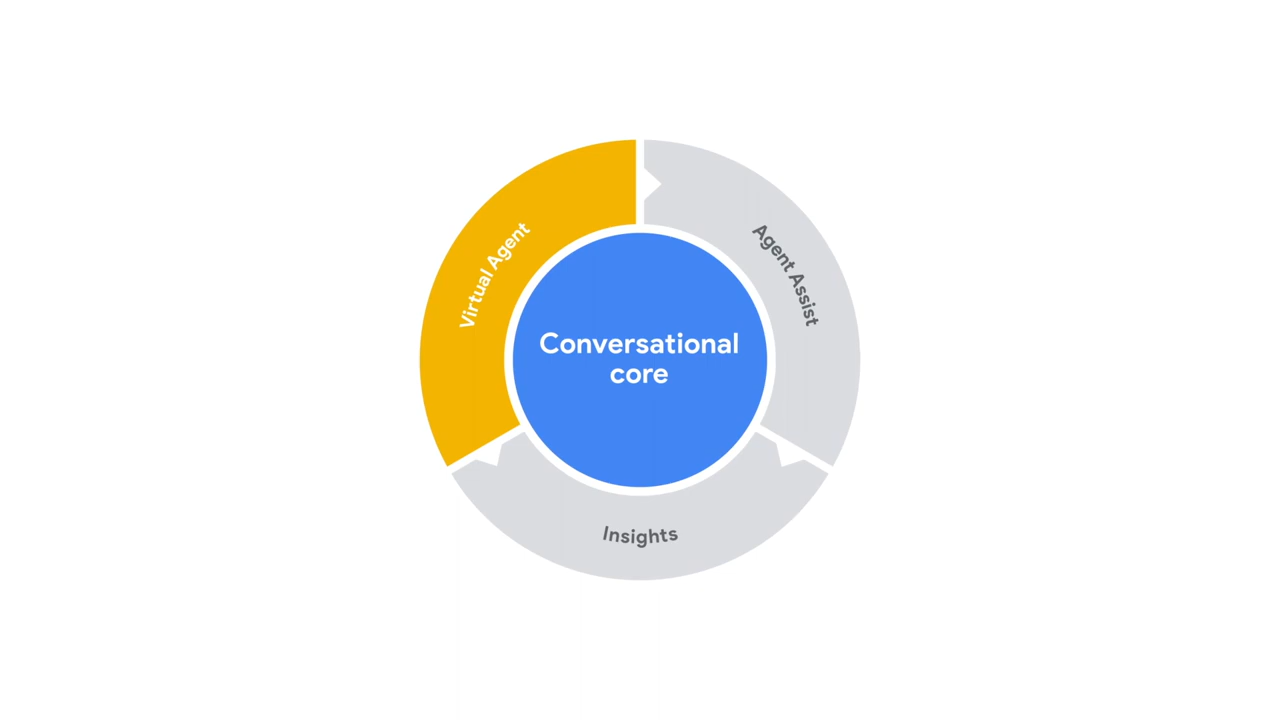 Virtual Agent
Agent Assist
Conversational
core
Insights